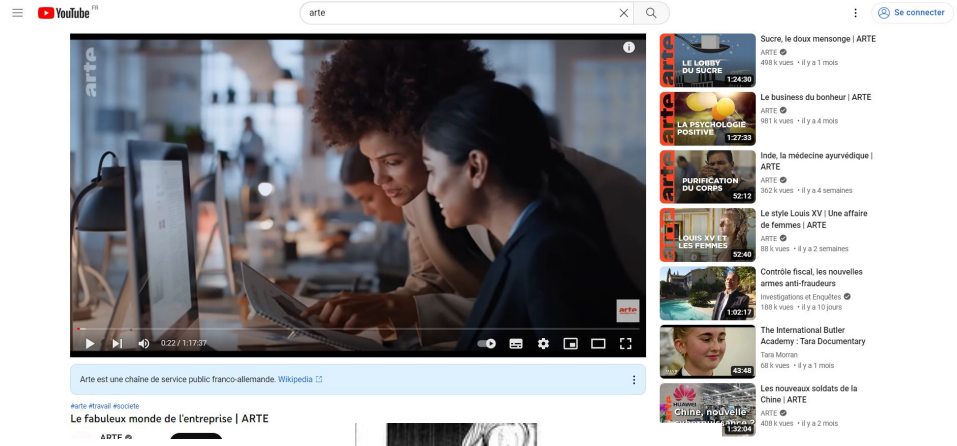 YouTube FR
arte
Se connecter
arte
arte
0:22 / 1:17:37
Arte est une chaîne de service public franco-allemande. Wikipedia
#arte #travail #societe
Le fabuleux monde de l'entreprise | ARTE
ARTE
arte
LE LOBBY
DU SUCRE
1:24:30
Sucre, le doux mensonge | ARTE
ARTE
498 k vues • il y a 1 mois
arte
LA PSYCHOLOGIE
POSITIVE
1:27:33
Le business du bonheur | ARTE
ARTE
981 k vues • il y a 4 mois
arte
PURIFICATION
DU CORPS
52:12
Inde, la médecine ayurvédique |
ARTE
ARTE
362 k vues • il y a 4 semaines
arte
LOUIS XV ET
LES FEMMES
52:40
Le style Louis XV | Une affaire
de femmes | ARTE
ARTE
88 k vues • il y a 2 semaines
1:02:17
Contrôle fiscal, les nouvelles
armes anti-fraudeurs
Investigations et Enquêtes
188 k vues • il y a 10 jours
43:48
The International Butler
Academy : Tara Documentary
Tara Morran
68 k vues • il y a 1 mois
HUAWEI
Chine, nouvelle
cyberpuissance ?
1:32:04
Les nouveaux soldats de la
Chine | ARTE
ARTE
408 k vues • il y a 2 mois